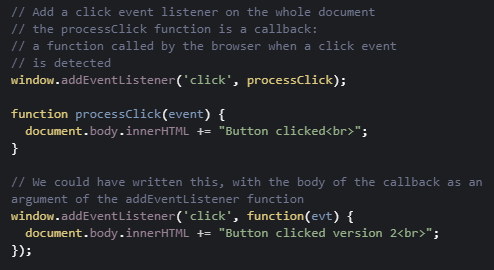 // Add a click event listener on the whole document
// the processClick function is a callback:
// a function called by the browser when a click event
// is detected
window.addEventListener('click', processClick);
function processClick(event) {
document.body.innerHTML += "Button clicked<br>";
}
// We could have written this, with the body of the callback as an
argument of the addEventListener function
window.addEventListener('click', function(evt) {
document.body.innerHTML += "Button clicked version 2<br>";
});